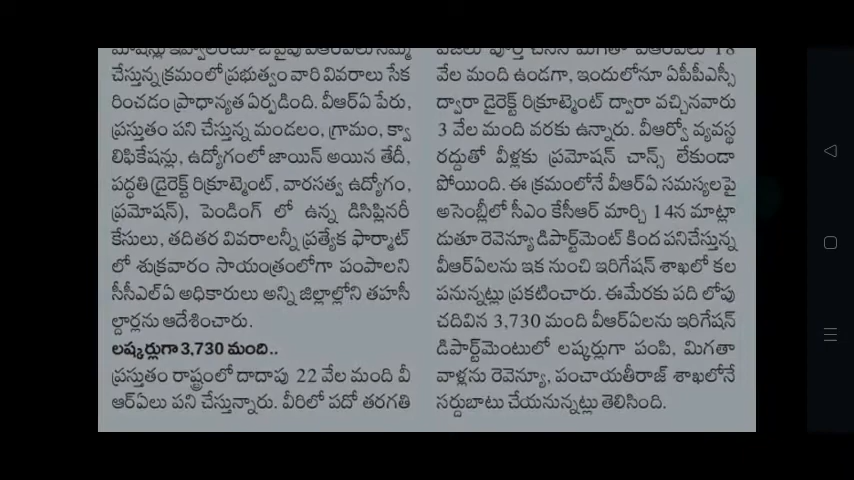 చేస్తున్న క్రమంలో ప్రభుత్వం వారి వివరాలు సేక
రించడం ప్రాధాన్యత ఏర్పడింది. వీఆర్ఏ పేరు,
ప్రస్తుతం పని చేస్తున్న మండలం, గ్రామం, క్వా
లిఫికేషన్లు, ఉద్యోగంలో జాయిన్ అయిన తేదీ,
పద్ధతి(డైరెక్ట్ రిక్రూట్మెంట్, వారసత్వ ఉద్యోగం,
ప్రమోషన్), పెండింగ్ లో ఉన్న డిసిప్లినరీ
కేసులు, తదితర వివరాలన్నీ ప్రత్యేక ఫార్మాట్
లో శుక్రవారం సాయంత్రంలోగా పంపాలని
సీసీఎల్ఏ అధికారులు అన్ని జిల్లాల్లోని తహసీ
ల్దార్లను ఆదేశించారు.
లష్కర్లుగా 3,730 మంది..
ప్రస్తుతం రాష్ట్రంలో దాదాపు 22 వేల మంది వీ
ఆర్ఏలు పని చేస్తున్నారు. వీరిలో పదో తరగతి
వేల మంది ఉండగా, ఇందులోనూ ఏపీపీఎస్సీ
ద్వారా డైరెక్ట్ రిక్రూట్మెంట్ ద్వారా వచ్చినవారు
3 వేల మంది వరకు ఉన్నారు. వీఆర్వో వ్యవస్థ
రద్దుతో వీళ్లకు ప్రమోషన్ చాన్స్ లేకుండా
పోయింది. ఈ క్రమంలోనే వీఆర్ఏ సమస్యలపై
అసెంబ్లీలో సీఎం కేసీఆర్ మార్చి 14న మాట్లా
డుతూ రెవెన్యూ డిపార్ట్‌మెంట్ కింద పనిచేస్తున్న
వీఆర్ఏలను ఇక నుంచి ఇరిగేషన్ శాఖలో కల
పనున్నట్లు ప్రకటించారు. ఈమేరకు పది లోపు
చదివిన 3,730 మంది వీఆర్ఏలను ఇరిగేషన్
డిపార్ట్‌మెంటులో లష్కర్లుగా పంపి, మిగతా
వాళ్లను రెవెన్యూ, పంచాయతీరాజ్ శాఖలోనే
సర్దుబాటు చేయనున్నట్లు తెలిసింది.